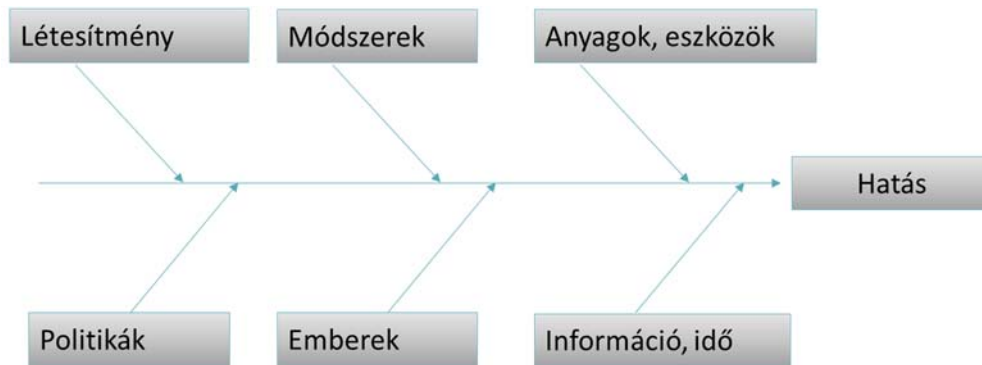 Létesítmény
Módszerek
Anyagok, eszközök
Hatás
Politikák
Emberek
Információ, idő